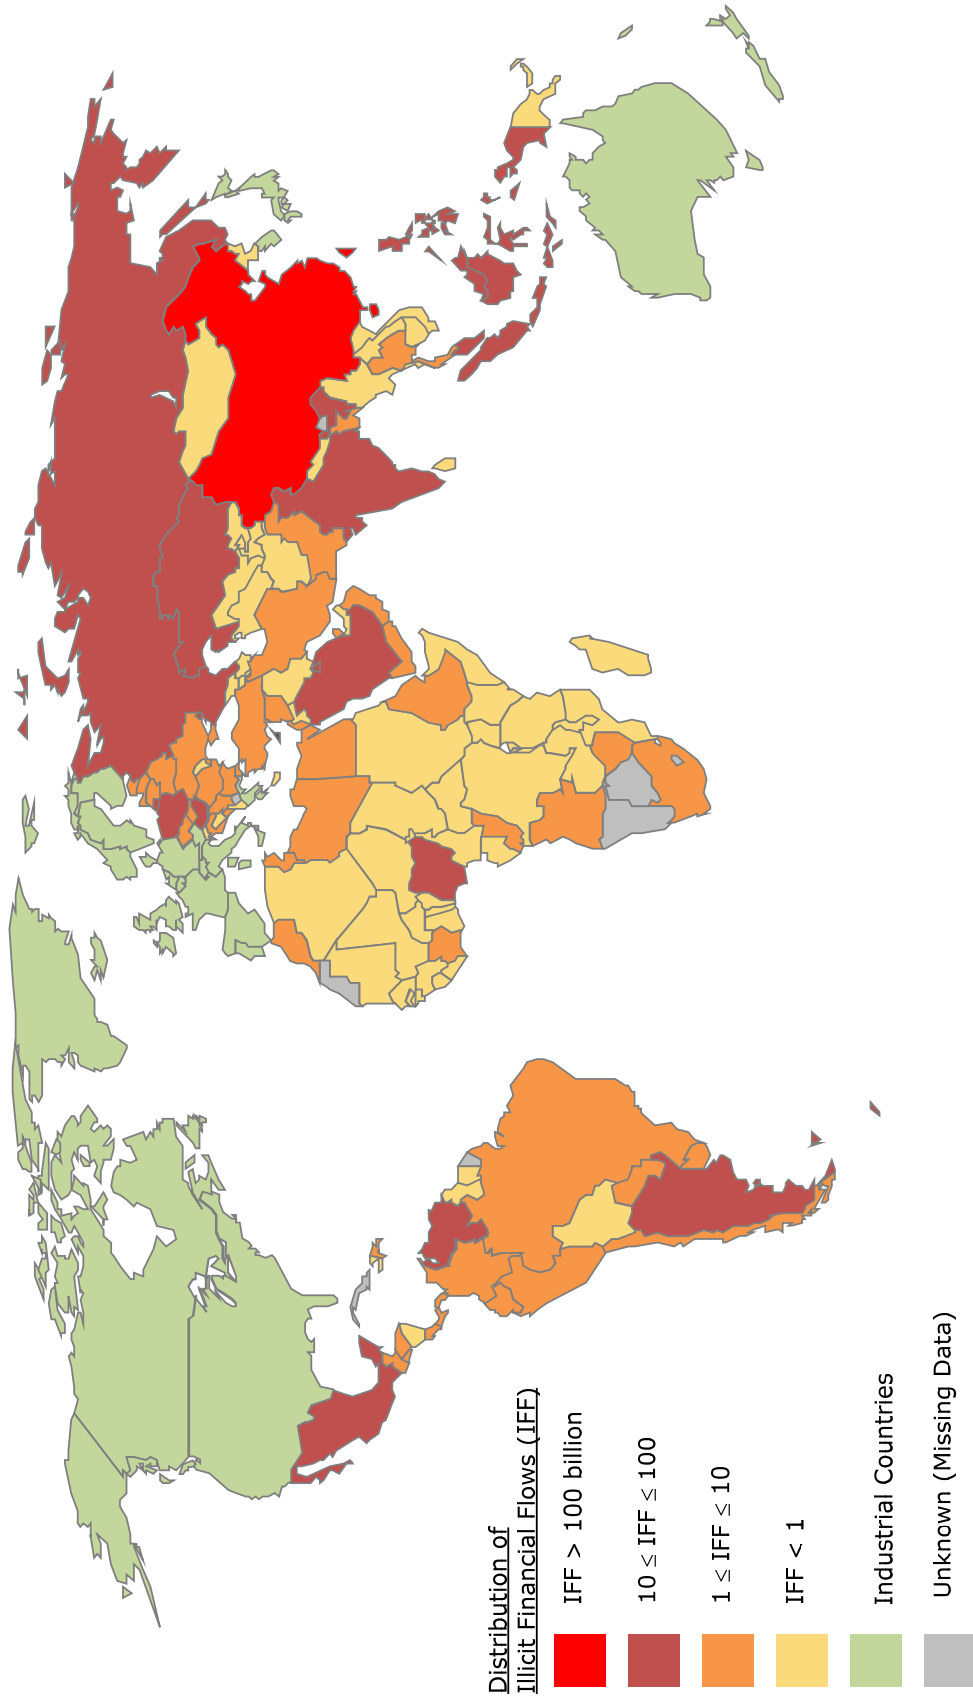 Distribution of
Illicit Financial Flows (IFF)
IFF > 100 billion
10 ≤ IFF ≤ 100
1 ≤ IFF ≤ 10
IFF < 1
Industrial Countries
Unknown (Missing Data)